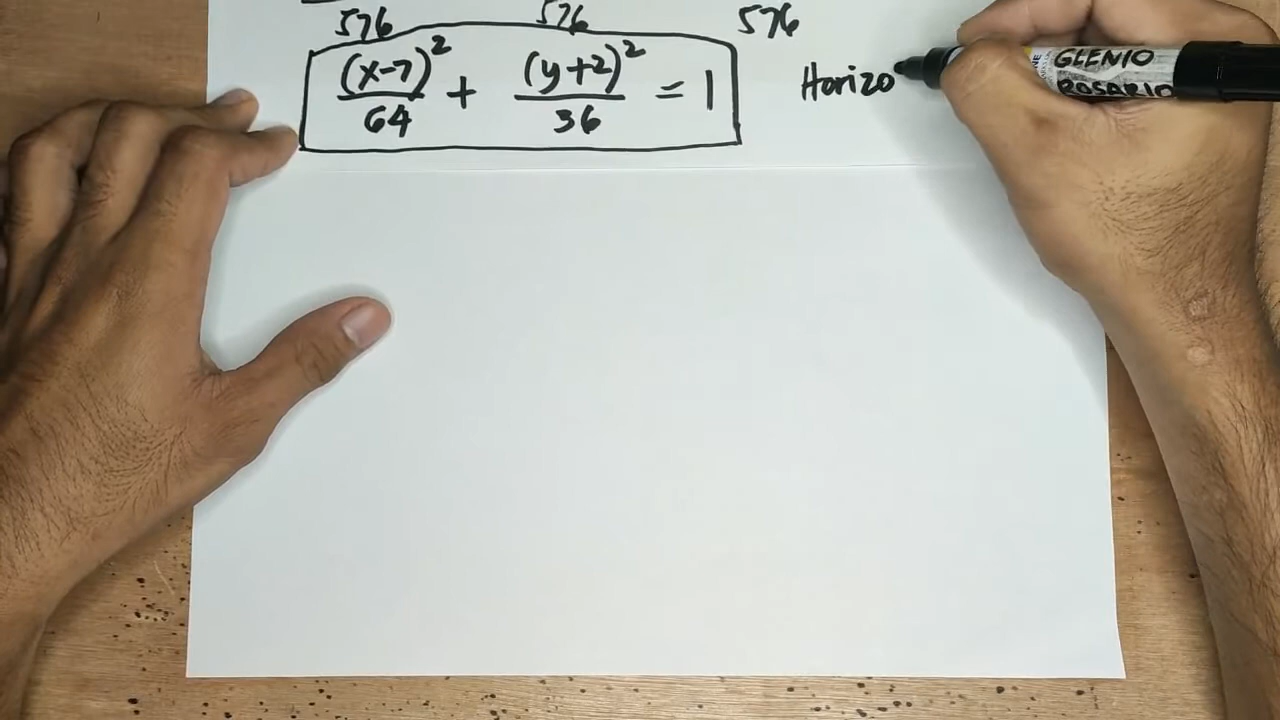 576 576 576
(x-7)²/64 + (y+2)²/36 = 1
Horizo
GLENIO
ROSARIO